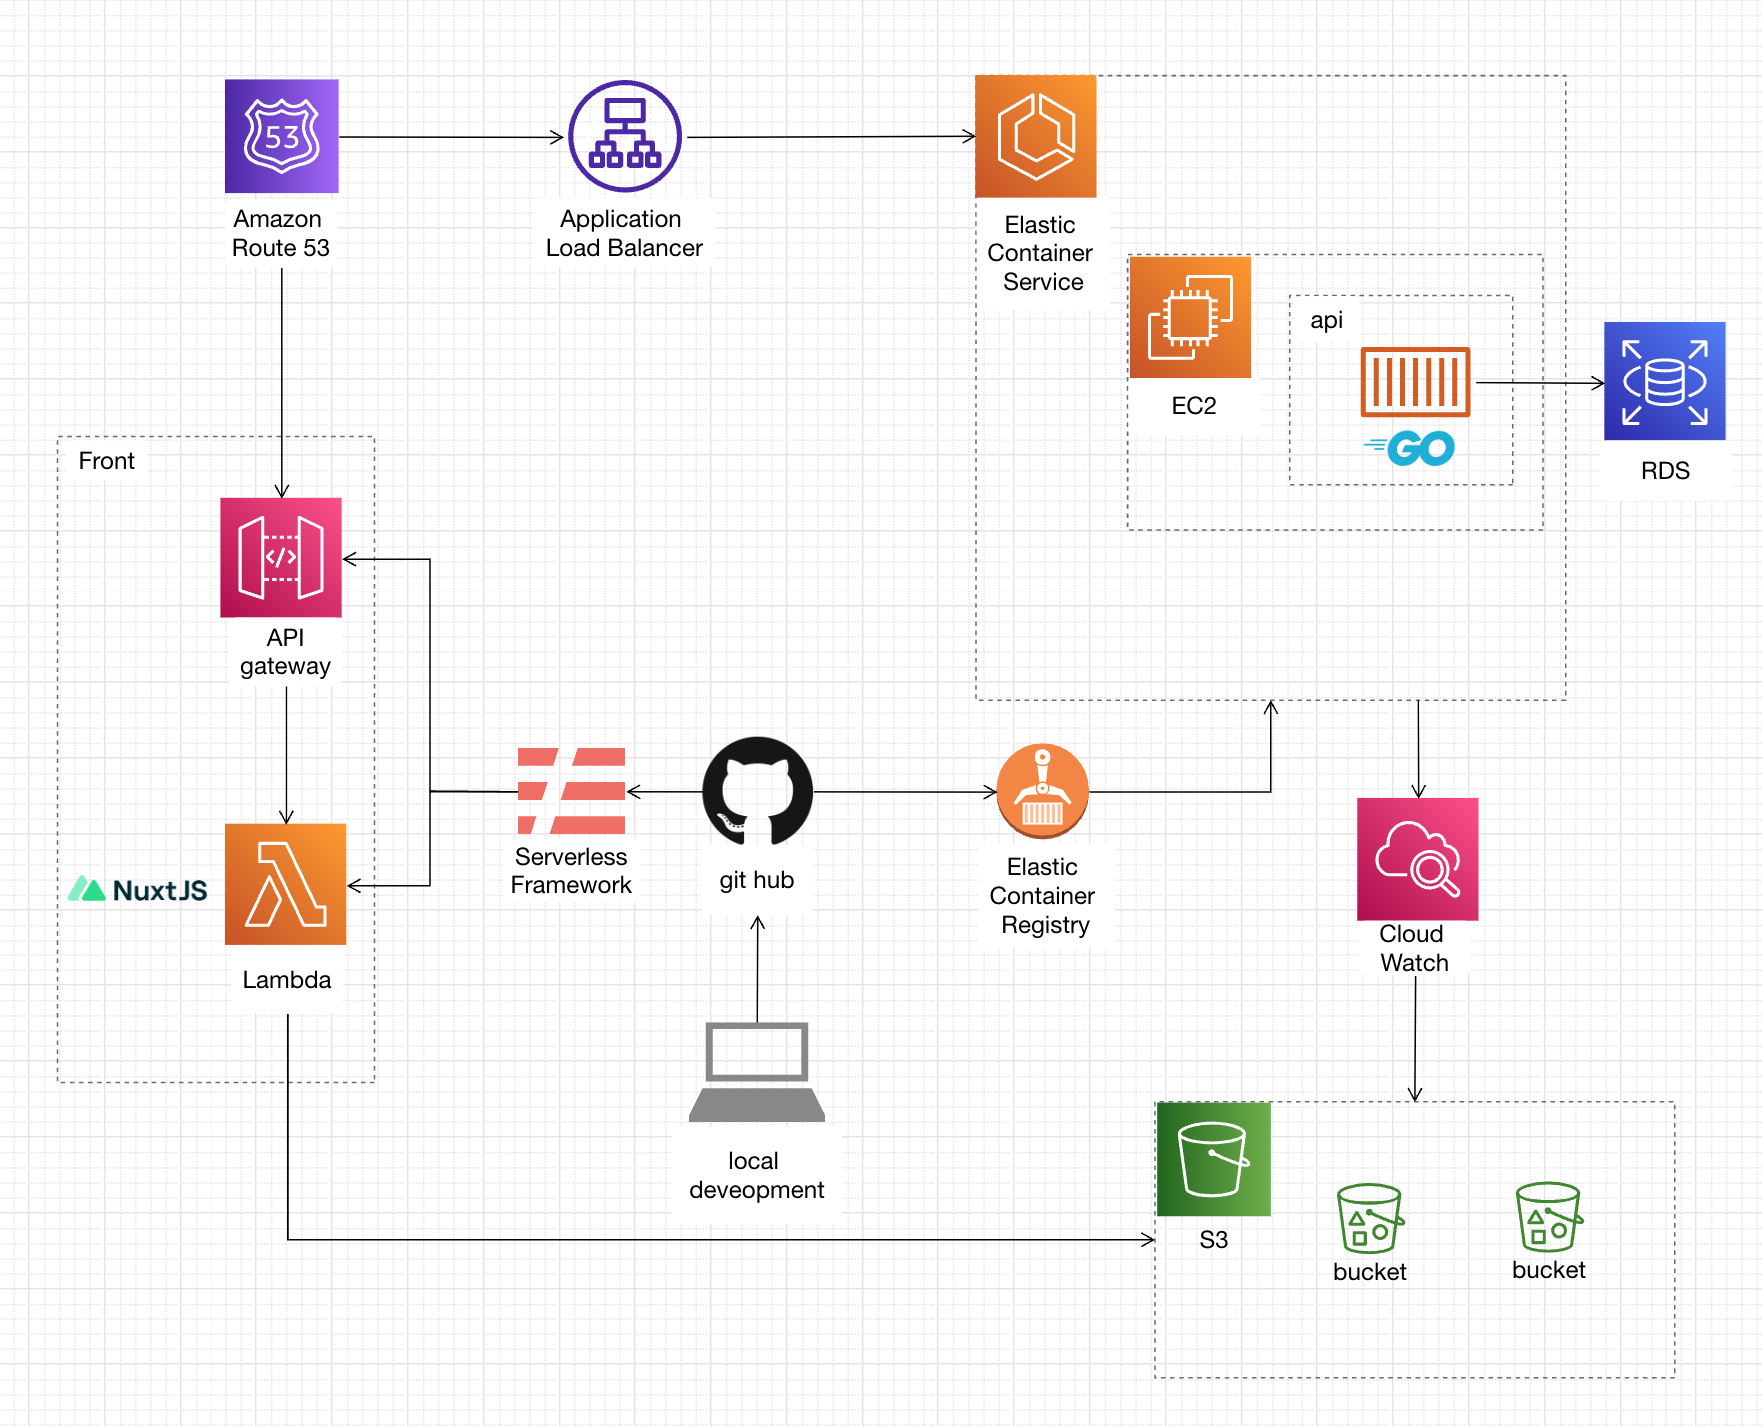 53
Amazon
Route 53
Application
Load Balancer
Elastic
Container
Service
EC2
api
GO
RDS
Front
</>
API
gateway
NuxtJS
Lambda
Serverless
Framework
git hub
Elastic
Container
Registry
Cloud
Watch
local
deveopment
S3
bucket
bucket